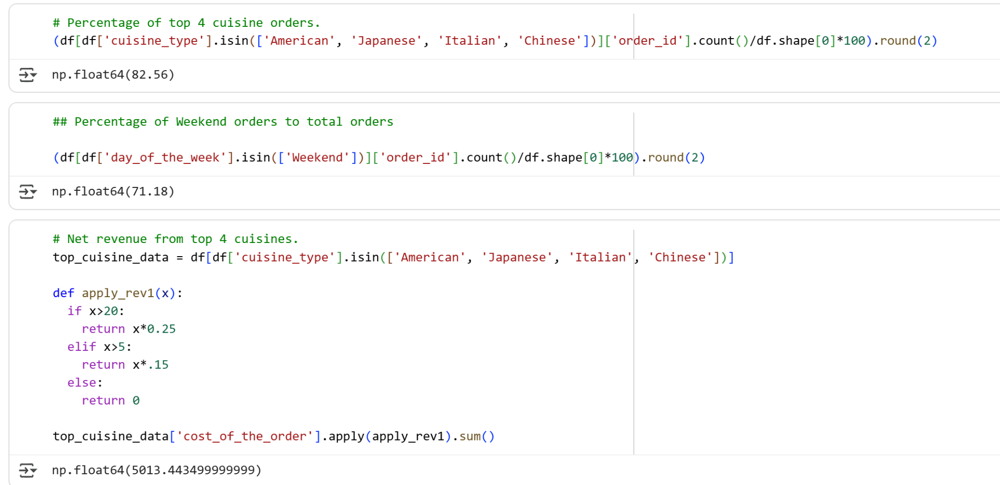 # Percentage of top 4 cuisine orders.
(df[df['cuisine_type'].isin(['American', 'Japanese', 'Italian', 'Chinese'])]['order_id'].count()/df.shape[0]*100).round(2)
np.float64(82.56)
## Percentage of Weekend orders to total orders
(df[df['day_of_the_week'].isin(['Weekend'])]['order_id'].count()/df.shape[0]*100).round(2)
np.float64(71.18)
# Net revenue from top 4 cuisines.
top_cuisine_data = df[df['cuisine_type'].isin(['American', 'Japanese', 'Italian', 'Chinese'])]
def apply_rev1(x):
  if x>20:
    return x*0.25
  elif x>5:
    return x*.15
  else:
    return 0
top_cuisine_data['cost_of_the_order'].apply(apply_rev1).sum()
np.float64(5013.443499999999)